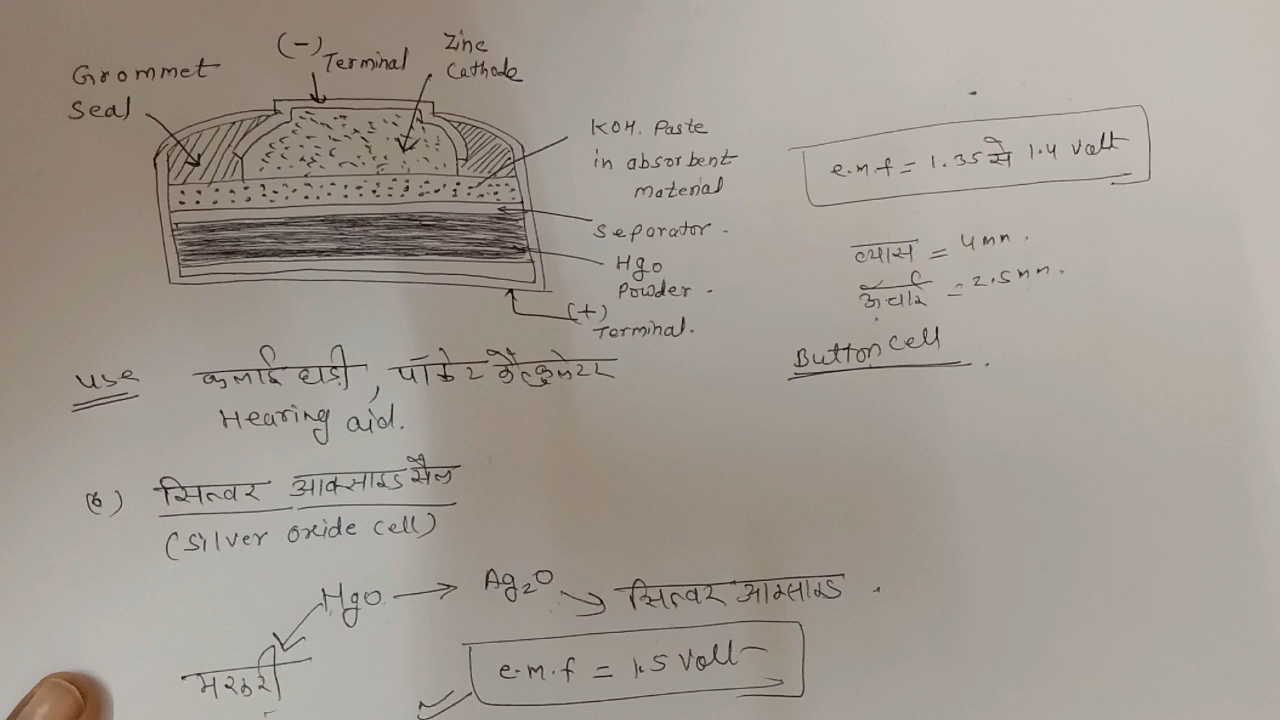 Grommet
Seal
(-) Terminal
Zinc
Cathode
KOH. Paste
in absorbent
material
Separator.
HgO
Powder.
(+)
Terminal.
e.m.f = 1.35 से 1.4 volt
व्यास = 4mm.
ऊँचाई = 2.5mm.
Button cell.
use कलाई घड़ी, पॉकेट कैल्कुलेटर
Hearing aid.
सिल्वर आक्साइड सैल
(Silver oxide cell)
HgO → Ag2O → सिल्वर आक्साइड.
मरकरी
e.m.f = 1.5 Volt